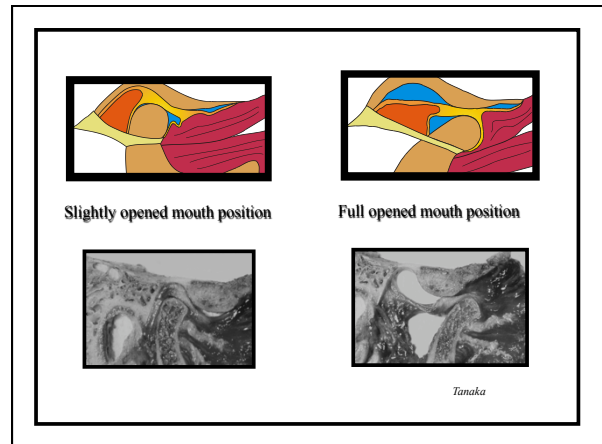 Slightly opened mouth position
Full opened mouth position
Tanaka